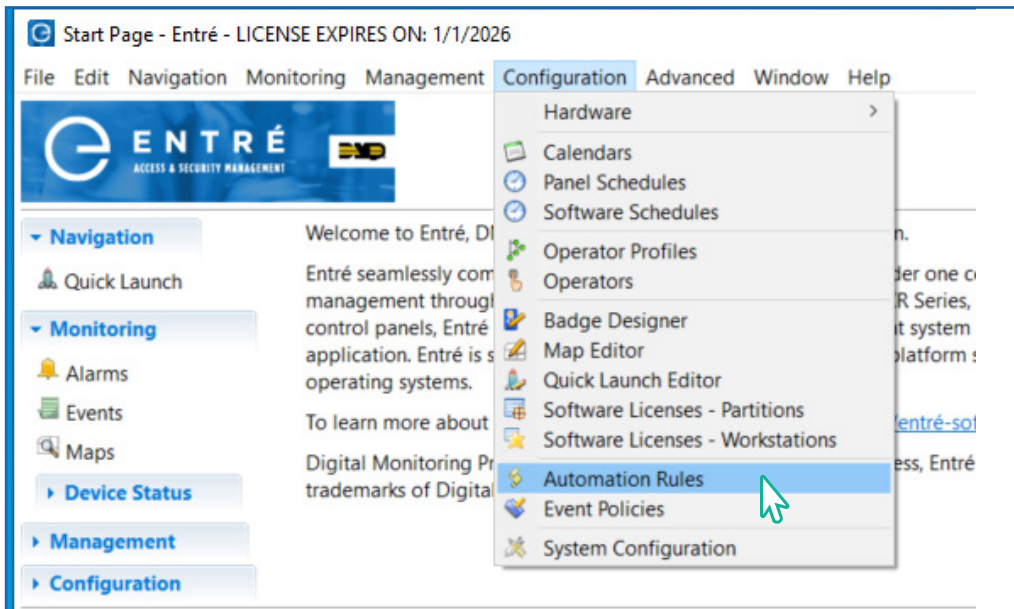 Start Page - Entré - LICENSE EXPIRES ON: 1/1/2026
File Edit Navigation Monitoring Management Configuration Advanced Window Help
ENTRÉ
ACCESS & SECURITY MANAGEMENT
DMP
Navigation
Quick Launch
Monitoring
Alarms
Events
Maps
Device Status
Management
Configuration
Hardware
Calendars
Panel Schedules
Software Schedules
Operator Profiles
Operators
Badge Designer
Map Editor
Quick Launch Editor
Software Licenses - Partitions
Software Licenses - Workstations
Automation Rules
Event Policies
System Configuration
Welcome to Entré,
Entré seamlessly der one
management R Series,
control panels, Entré t system
application. Entré is platform
operating systems.
To learn more about /entré-sof
Digital Monitoring ess, Entré
trademarks of Digital